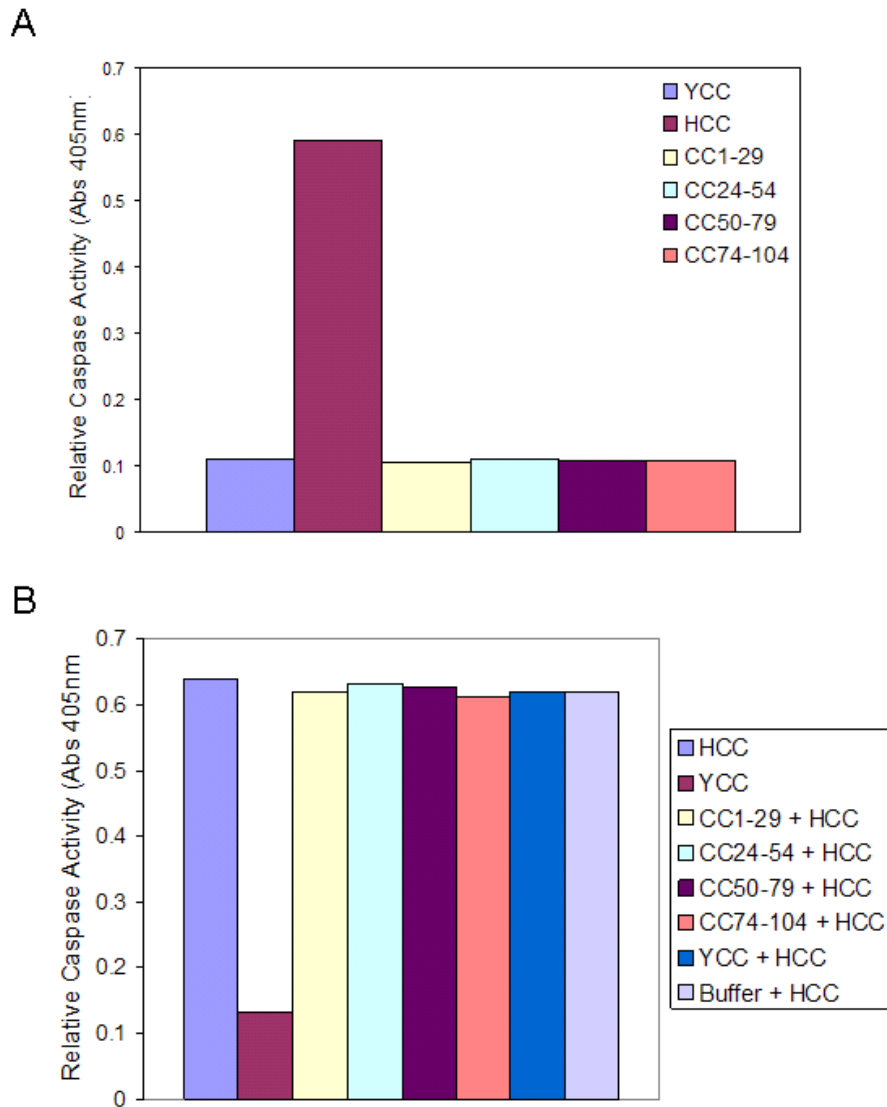 A
Relative Caspase Activity (Abs 405nm)
0.7
0.6
0.5
0.4
0.3
0.2
0.1
0
YCC
HCC
CC1-29
CC24-54
CC50-79
CC74-104
B
Relative Caspase Activity (Abs 405nm
0.7
0.6
0.5
0.4
0.3
0.2
0.1
0
HCC
YCC
CC1-29 + HCC
CC24-54 + HCC
CC50-79 + HCC
CC74-104 + HCC
YCC + HCC
Buffer + HCC